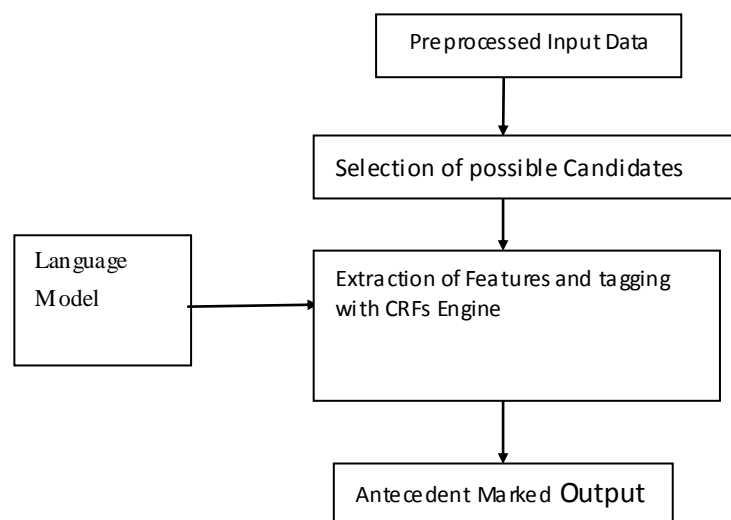 Preprocessed Input Data
Selection of possible Candidates
Language
Model
Extraction of Features and tagging
with CRFs Engine
Antecedent Marked Output